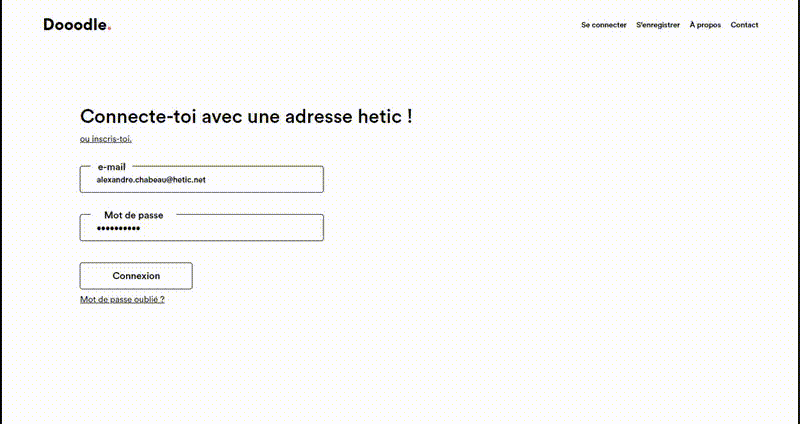 Dooodle.
Se connecter S'enregistrer À propos Contact
Connecte-toi avec une adresse hetic !
ou inscris-toi.
e-mail
alexandre.chabeau@hetic.net
Mot de passe
••••••••••
Connexion
Mot de passe oublié ?